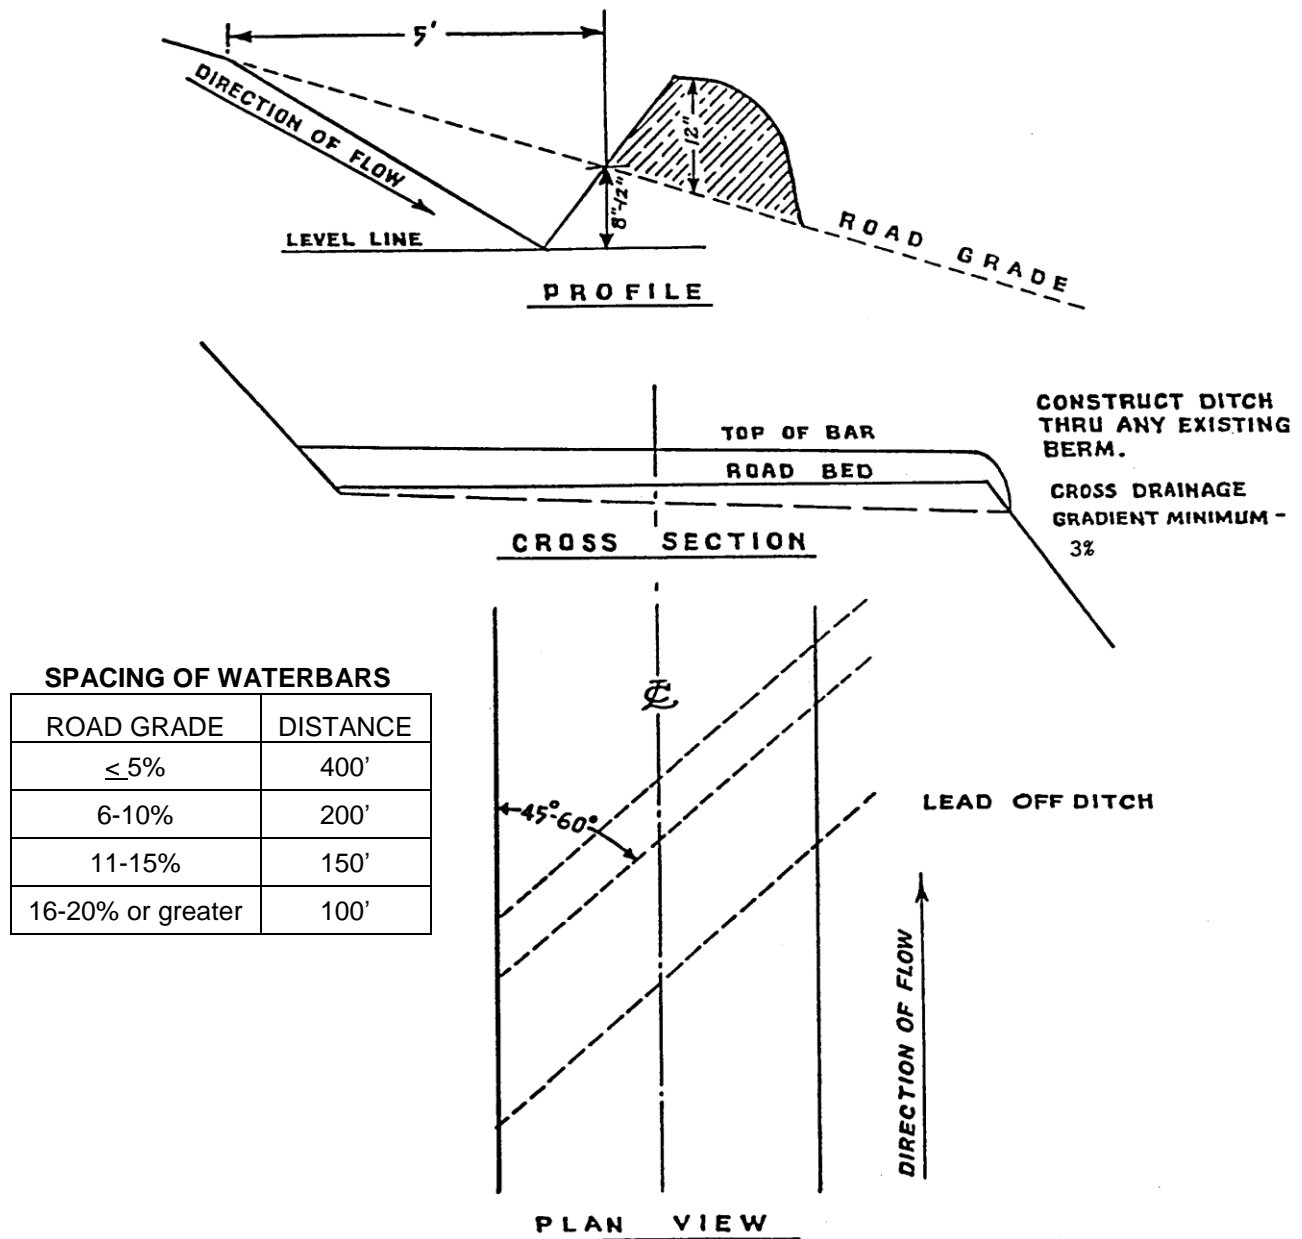 5'
DIRECTION OF FLOW
12"
8"-12"
LEVEL LINE
ROAD GRADE
PROFILE
TOP OF BAR
ROAD BED
CONSTRUCT DITCH
THRU ANY EXISTING
BERM.
CROSS DRAINAGE
GRADIENT MINIMUM -
3%
CROSS SECTION
SPACING OF WATERBARS
ROAD GRADE DISTANCE
≤ 5% 400'
6-10% 200'
11-15% 150'
16-20% or greater 100'
℄
45°-60°
LEAD OFF DITCH
DIRECTION OF FLOW
PLAN VIEW